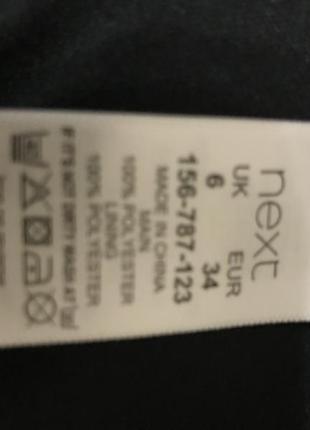 next
UK EUR
6 34
156-787-123
MADE IN CHINA
MAIN
100% POLYESTER
LINING
100% POLYESTER
IF IT'S NOT DIRTY WASH AT